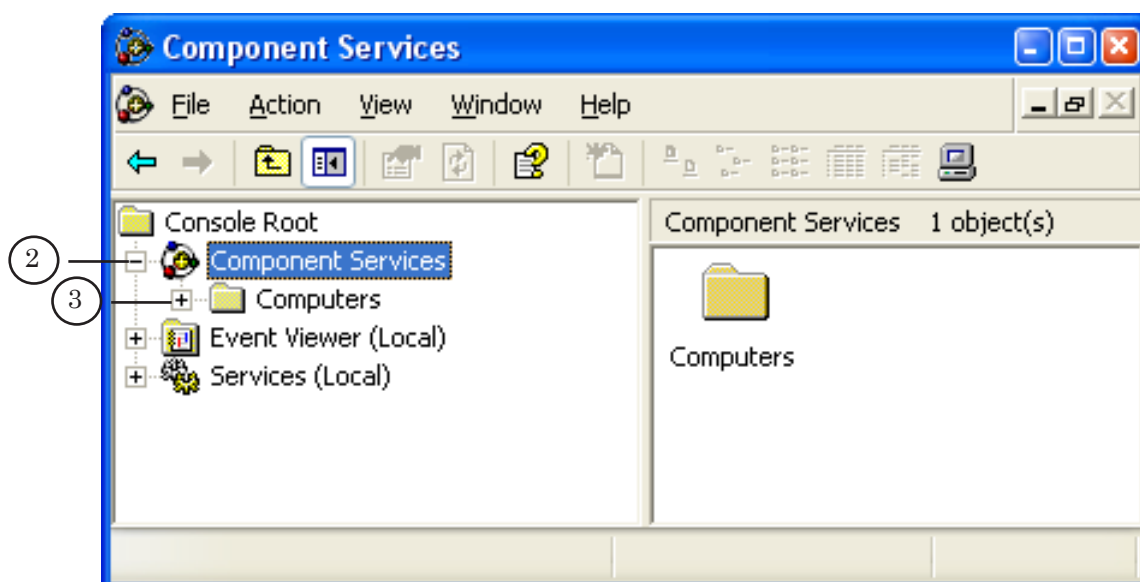 Component Services
File Action View Window Help
Console Root
Component Services 1 object(s)
2
Component Services
3
Computers
Event Viewer (Local)
Services (Local)
Computers